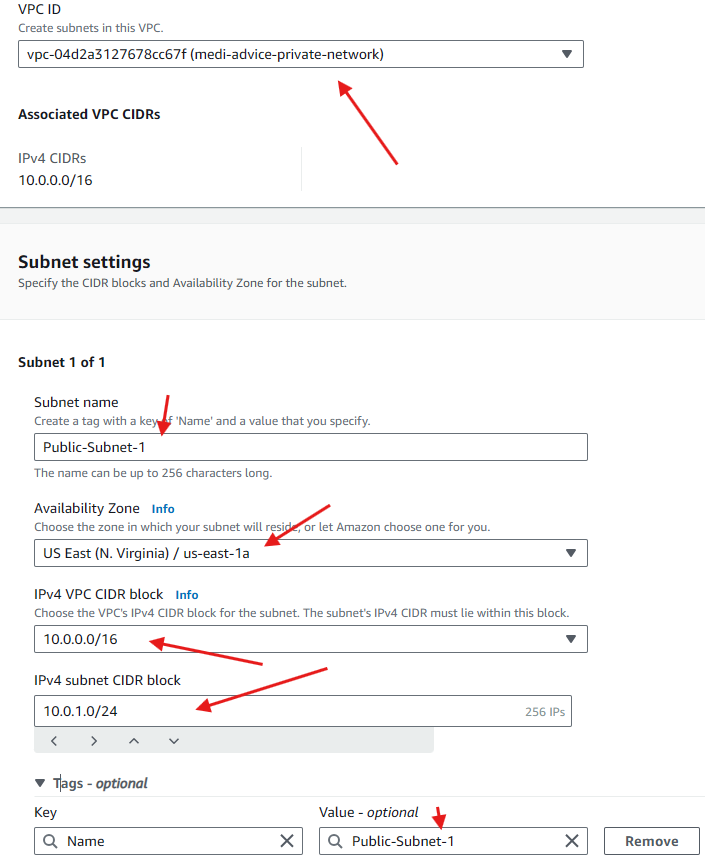 VPC ID
Create subnets in this VPC.
vpc-04d2a3127678cc67f (medi-advice-private-network)
Associated VPC CIDRs
IPv4 CIDRs
10.0.0.0/16
Subnet settings
Specify the CIDR blocks and Availability Zone for the subnet.
Subnet 1 of 1
Subnet name
Create a tag with a key of 'Name' and a value that you specify.
Public-Subnet-1
The name can be up to 256 characters long.
Availability Zone Info
Choose the zone in which your subnet will reside, or let Amazon choose one for you.
US East (N. Virginia) / us-east-1a
IPv4 VPC CIDR block Info
Choose the VPC's IPv4 CIDR block for the subnet. The subnet's IPv4 CIDR must lie within this block.
10.0.0.0/16
IPv4 subnet CIDR block
10.0.1.0/24 256 IPs
Tags - optional
Key Value - optional
Name Public-Subnet-1 Remove